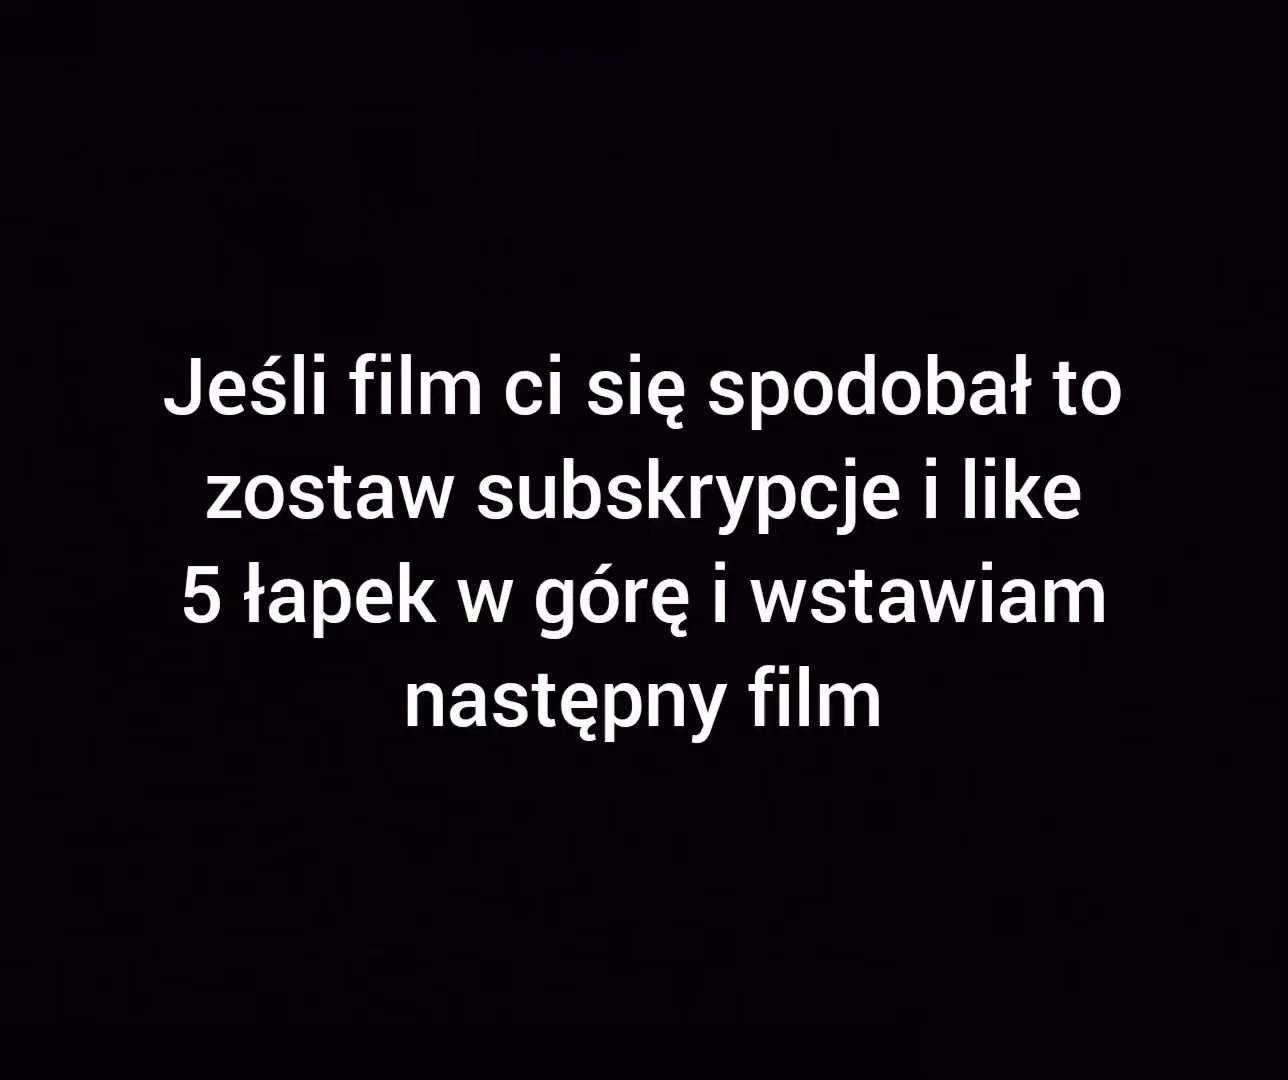 Jeśli film ci się spodobał to
zostaw subskrypcje i like
5 łapek w górę i wstawiam
następny film